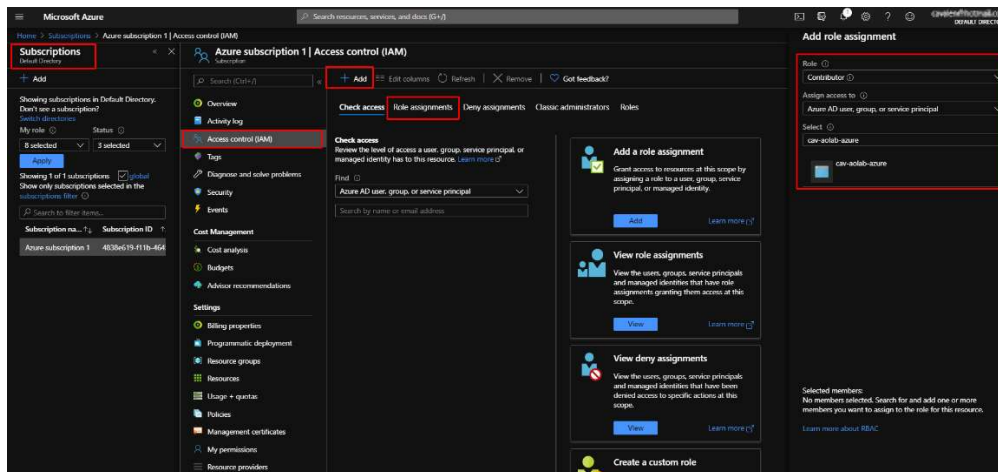 Microsoft Azure
Search resources, services, and docs (G+/)
DEFAULT DIRECT
Home > Subscriptions > Azure subscription 1 | Access control (IAM)
Subscriptions
Default Directory
+ Add
Showing subscriptions in Default Directory.
Don't see a subscription?
Switch directories
My role
Status
8 selected
3 selected
Apply
Showing 1 of 1 subscriptions global
Show only subscriptions selected in the
subscriptions filter
Search to filter items...
Subscription na... ↑↓ Subscription ID ↑
Azure subscription 1 4838e619-f11b-464
Azure subscription 1 | Access control (IAM)
Subscription
Search (Ctrl+/)
Overview
Activity log
Access control (IAM)
Tags
Diagnose and solve problems
Security
Events
Cost Management
Cost analysis
Budgets
Advisor recommendations
Settings
Billing properties
Programmatic deployment
Resource groups
Resources
Usage + quotas
Policies
Management certificates
My permissions
Resource providers
+ Add Edit columns Refresh | Remove | Got feedback?
Check access Role assignments Deny assignments Classic administrators Roles
Check access
Review the level of access a user, group, service principal, or
managed identity has to this resource. Learn more
Find
Azure AD user, group, or service principal
Search by name or email address
Add a role assignment
Grant access to resources at this scope by
assigning a role to a user, group, service
principal, or managed identity.
Add Learn more
View role assignments
View the users, groups, service principals
and managed identities that have role
assignments granting them access at this
scope.
View Learn more
View deny assignments
View the users, groups, service principals
and managed identities that have been
denied access to specific actions at this
scope.
View Learn more
Create a custom role
Add role assignment
Role
Contributor
Assign access to
Azure AD user, group, or service principal
Select
cav-aolab-azure
cav-aolab-azure
Selected members:
No members selected. Search for and add one or more
members you want to assign to the role for this resource.
Learn more about RBAC